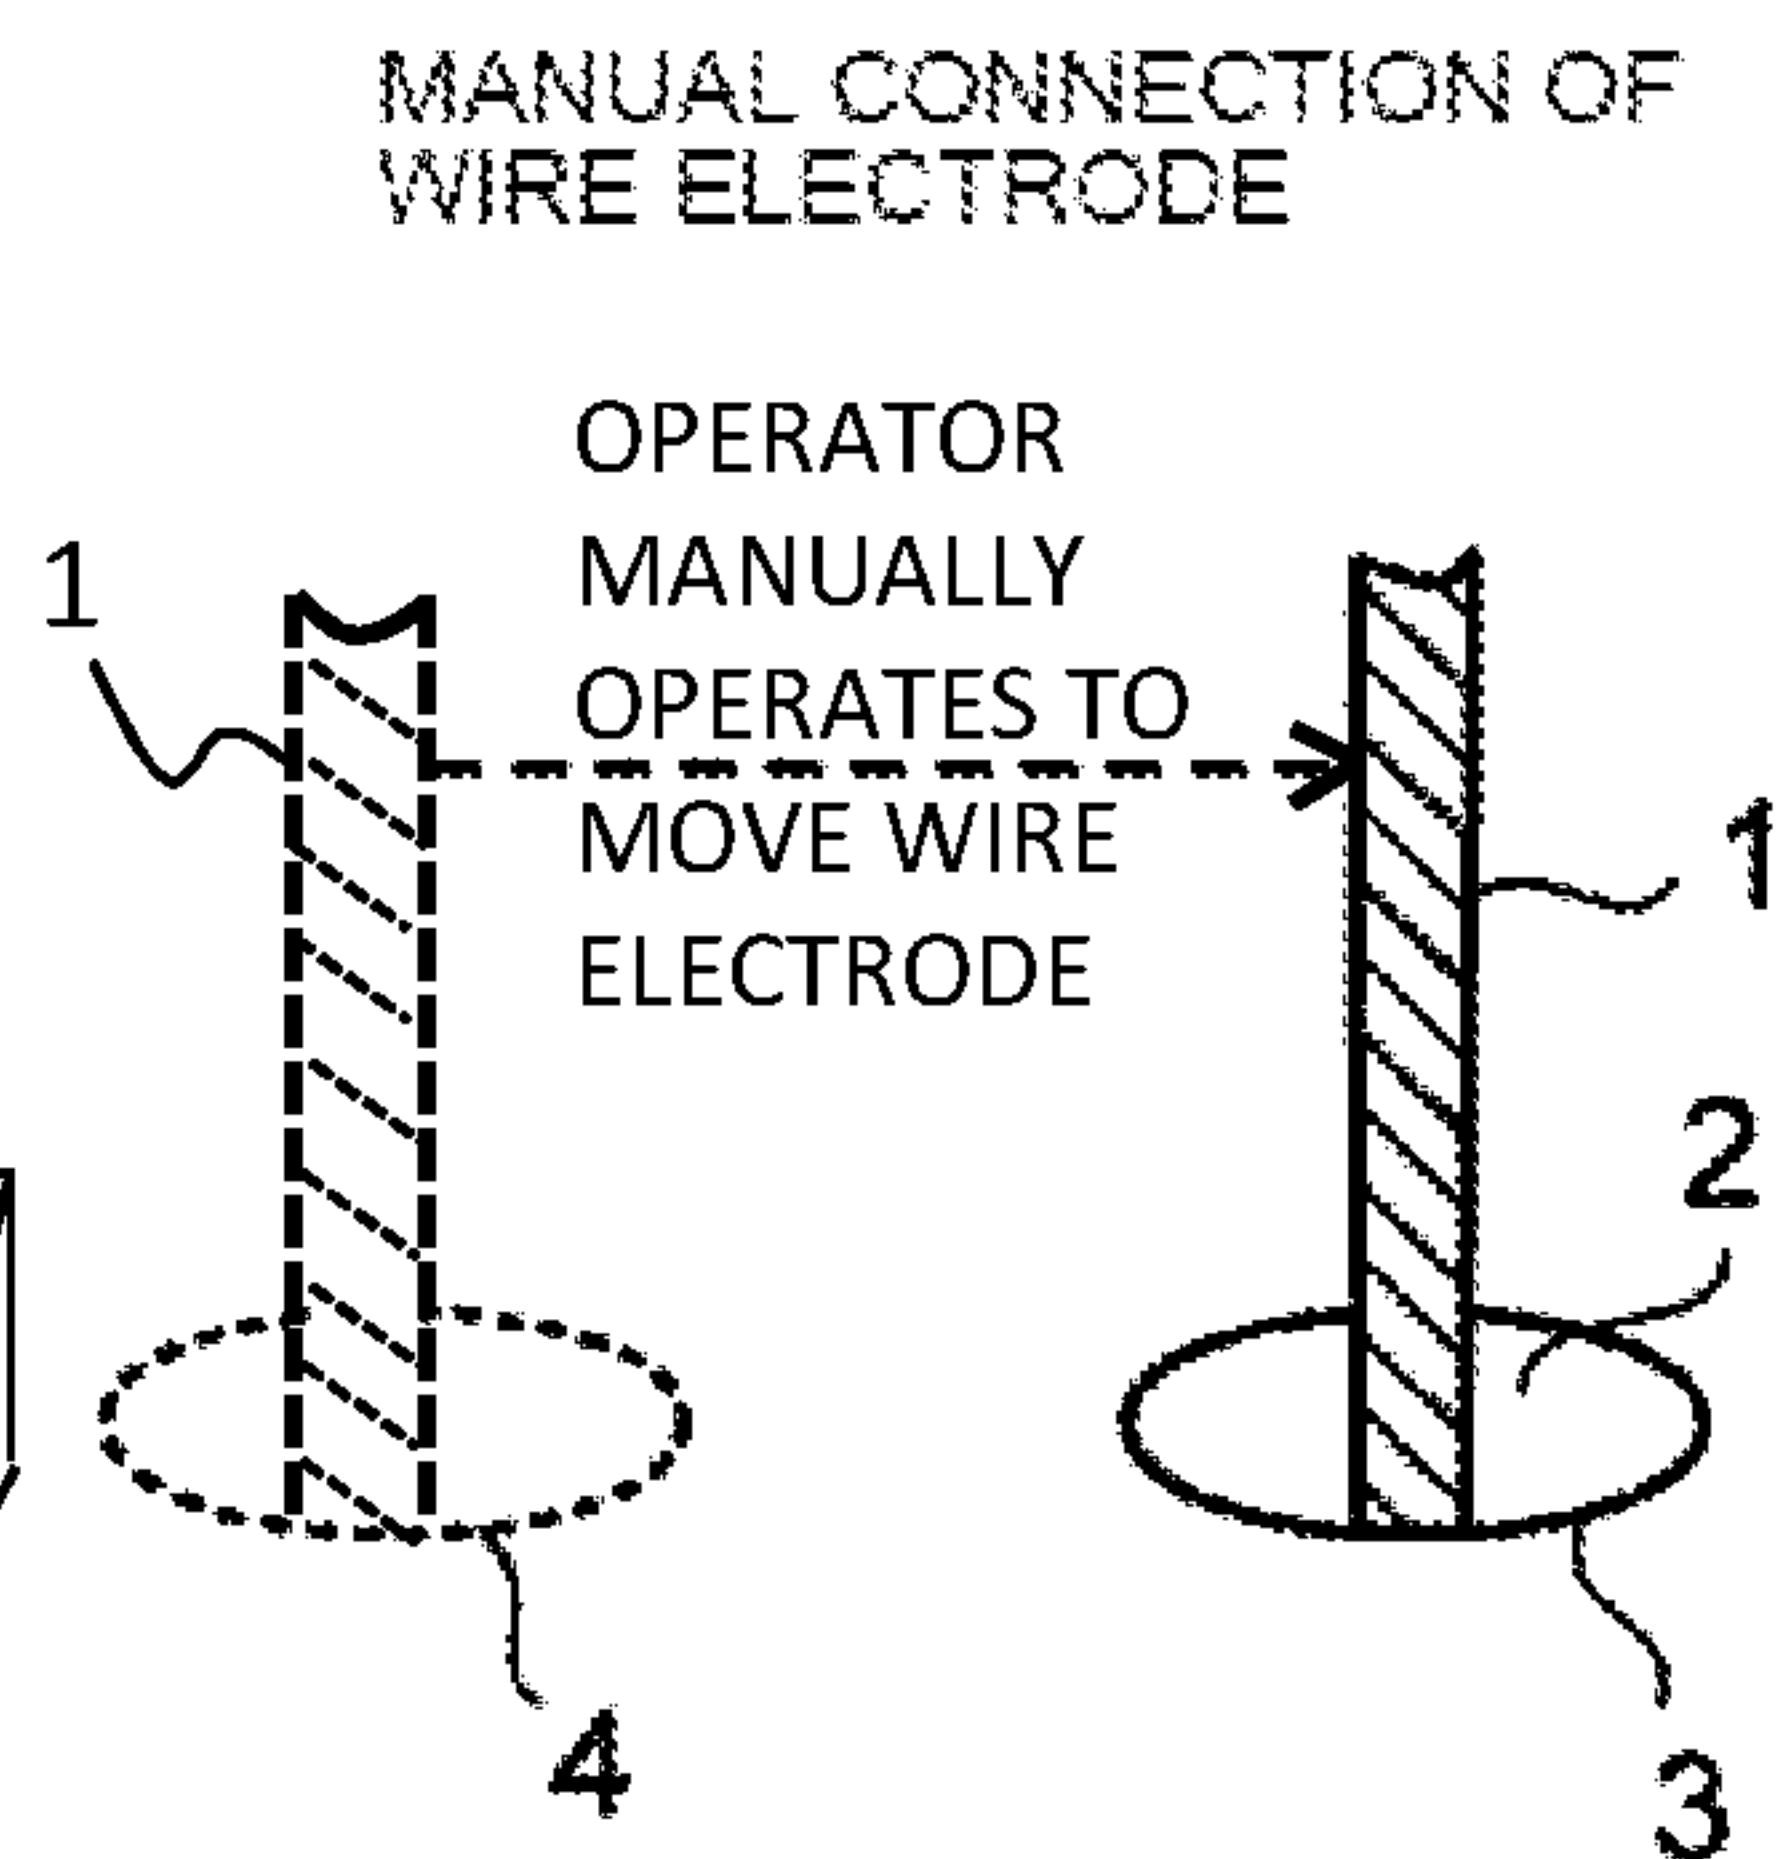 MANUAL CONNECTION OF
WIRE ELECTRODE
OPERATOR
MANUALLY
1
OPERATES TO
MOVE WIRE
1
ELECTRODE
2
4
3